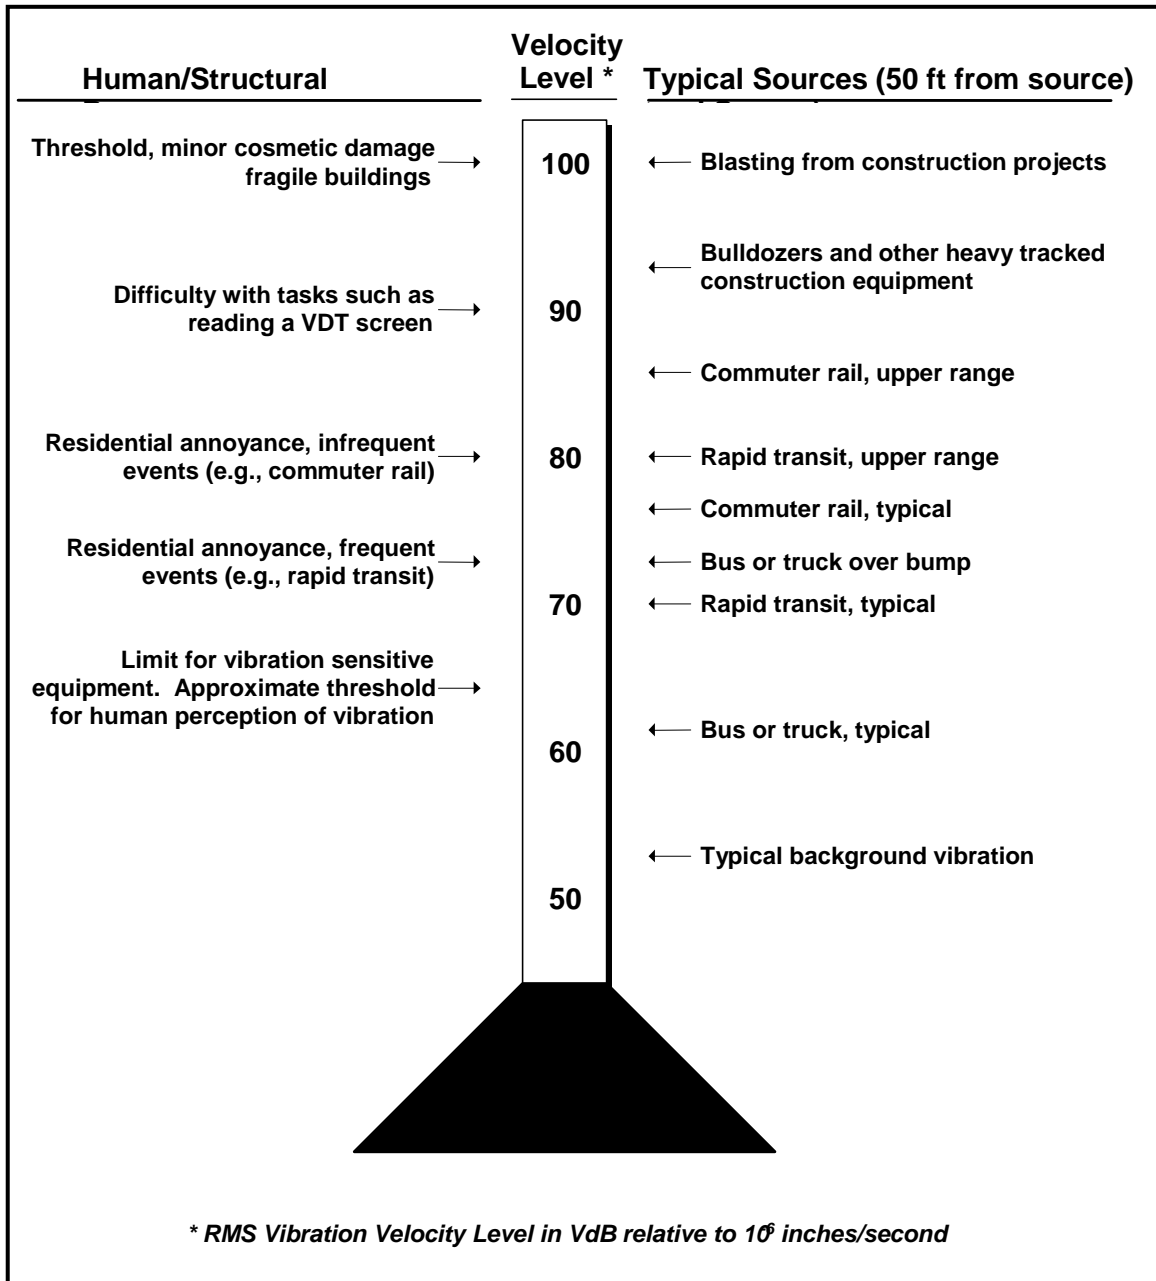 Human/Structural
Velocity
Level *
Typical Sources (50 ft from source)
Threshold, minor cosmetic damage
fragile buildings
Difficulty with tasks such as
reading a VDT screen
Residential annoyance, infrequent
events (e.g., commuter rail)
Residential annoyance, frequent
events (e.g., rapid transit)
Limit for vibration sensitive
equipment.  Approximate threshold
for human perception of vibration
100
90
80
70
60
50
Blasting from construction projects
Bulldozers and other heavy tracked
construction equipment
Commuter rail, upper range
Rapid transit, upper range
Commuter rail, typical
Bus or truck over bump
Rapid transit, typical
Bus or truck, typical
Typical background vibration
* RMS Vibration Velocity Level in VdB relative to 10⁻⁶ inches/second